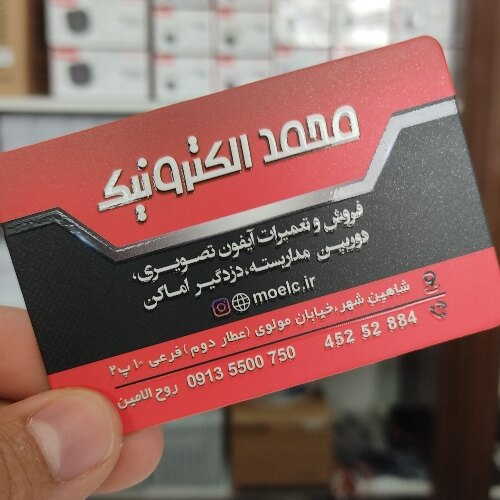 محمد الکترونیک
فروش و تعمیرات آیفون تصویری،
دوربین مداربسته،دزدگیر اماکن
moelc.ir
شاهین شهر،خیابان مولوی (عطار دوم) فرعی ۱۰ پ۲
452 52 884
0913 5500 750 روح الامین